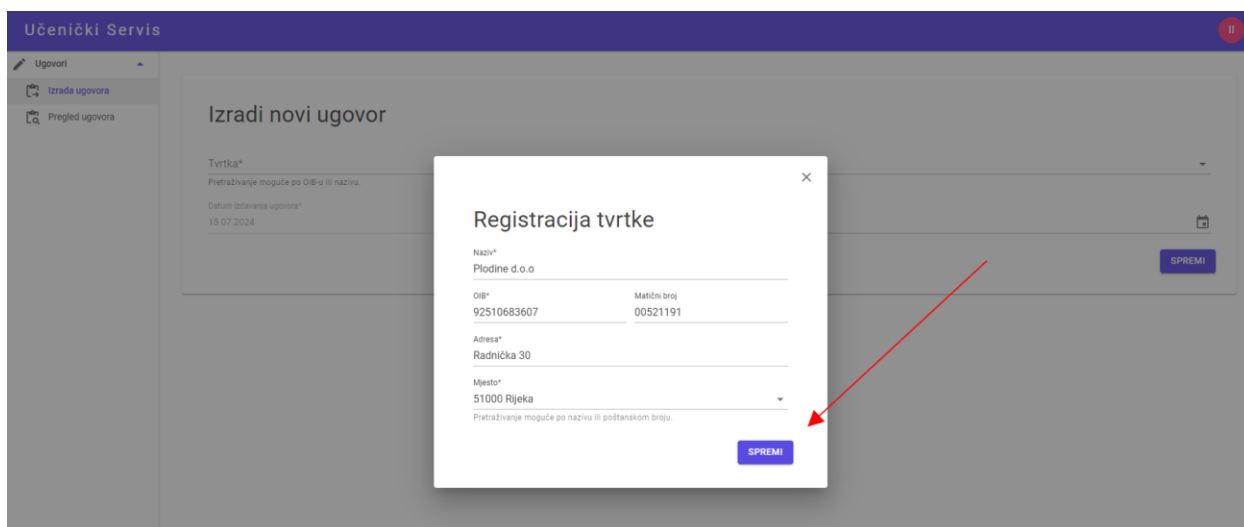 Učenički Servis
II
Ugovori
Izrada ugovora
Pregled ugovora
Izradi novi ugovor
Tvrtka*
Pretraživanje moguće po OIB-u ili nazivu.
Datum izdavanja ugovora*
15.07.2024
SPREMI
Registracija tvrtke
Naziv*
Plodine d.o.o
OIB* Matični broj
92510683607 00521191
Adresa*
Radnička 30
Mjesto*
51000 Rijeka
Pretraživanje moguće po nazivu ili poštanskom broju.
SPREMI